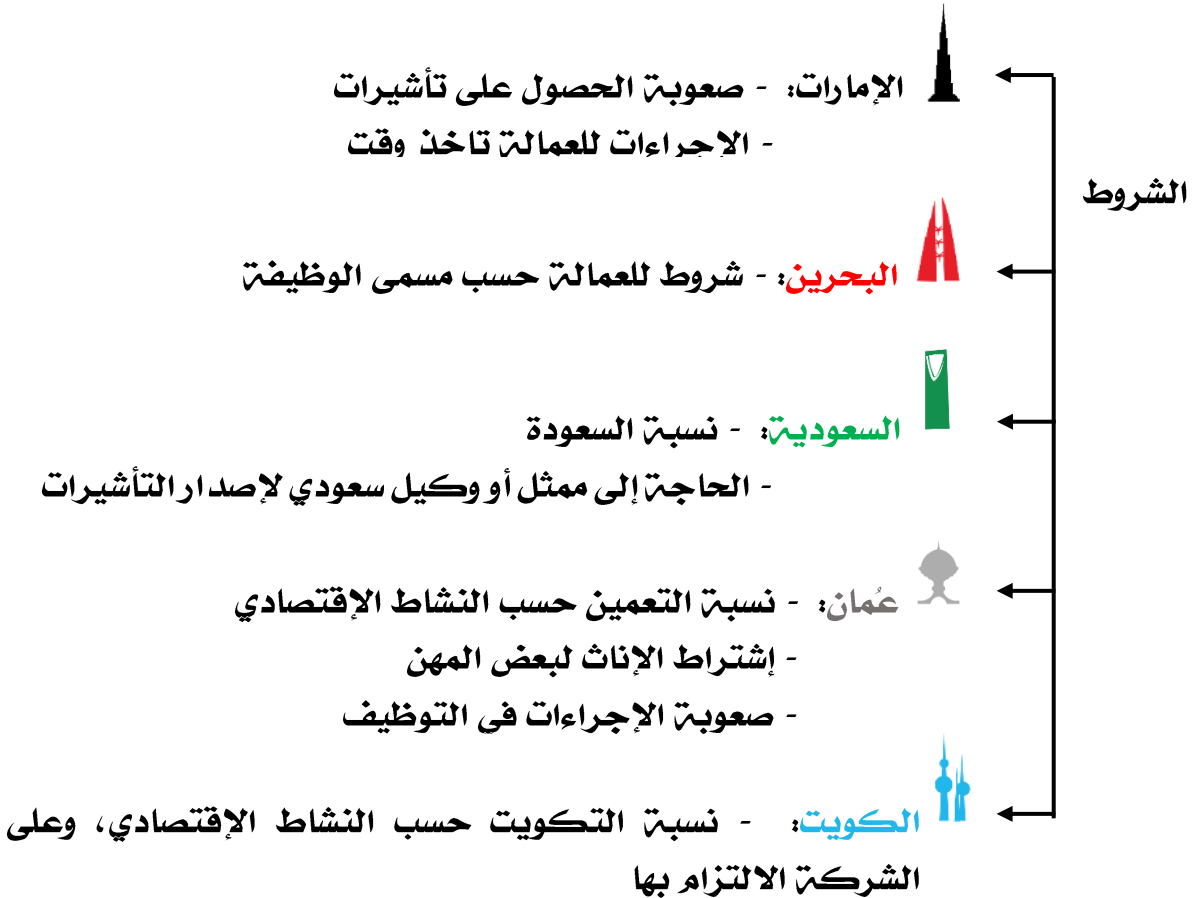 الشروط
الإمارات: - صعوبة الحصول على تأشيرات
- الإجراءات للعمالة تاخذ وقت
البحرين: - شروط للعمالة حسب مسمى الوظيفة
السعودية: - نسبة السعودة
- الحاجة إلى ممثل أو وكيل سعودي لإصدار التأشيرات
عُمان: - نسبة التعمين حسب النشاط الإقتصادي
- إشتراط الإناث لبعض المهن
- صعوبة الإجراءات في التوظيف
الكويت: - نسبة التكويت حسب النشاط الإقتصادي، وعلى
الشركة الالتزام بها